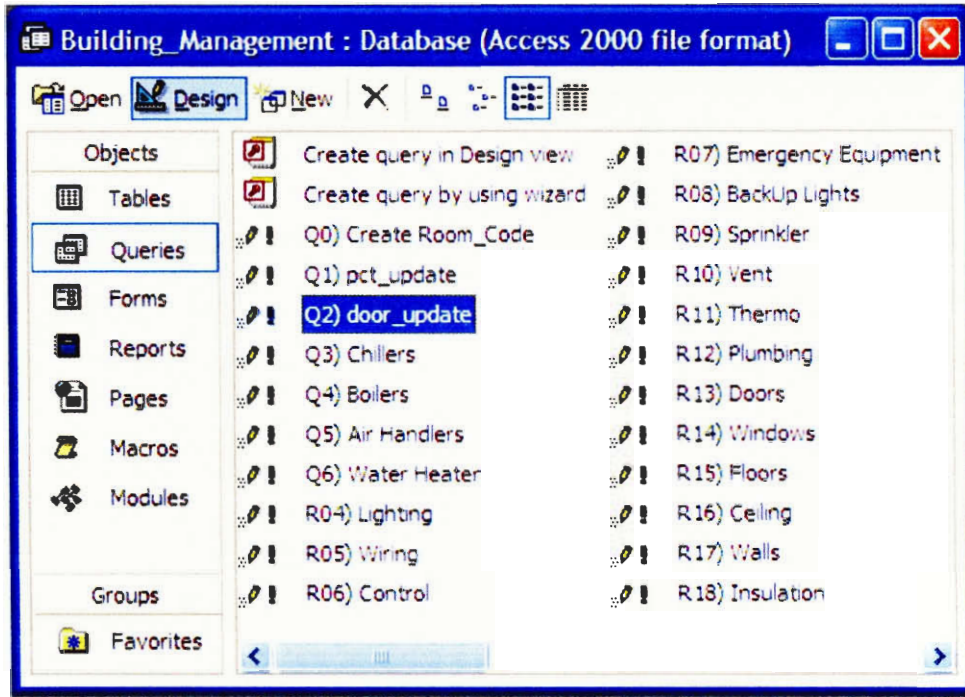 Building_Management : Database (Access 2000 file format)
Open Design New
Objects
Tables
Queries
Forms
Reports
Pages
Macros
Modules
Groups
Favorites
Create query in Design view
Create query by using wizard
Q0) Create Room_Code
Q1) pct_update
Q2) door_update
Q3) Chillers
Q4) Boilers
Q5) Air Handlers
Q6) Water Heater
R04) Lighting
R05) Wiring
R06) Control
R07) Emergency Equipment
R08) BackUp Lights
R09) Sprinkler
R10) Vent
R11) Thermo
R12) Plumbing
R13) Doors
R14) Windows
R15) Floors
R16) Ceiling
R17) Walls
R18) Insulation